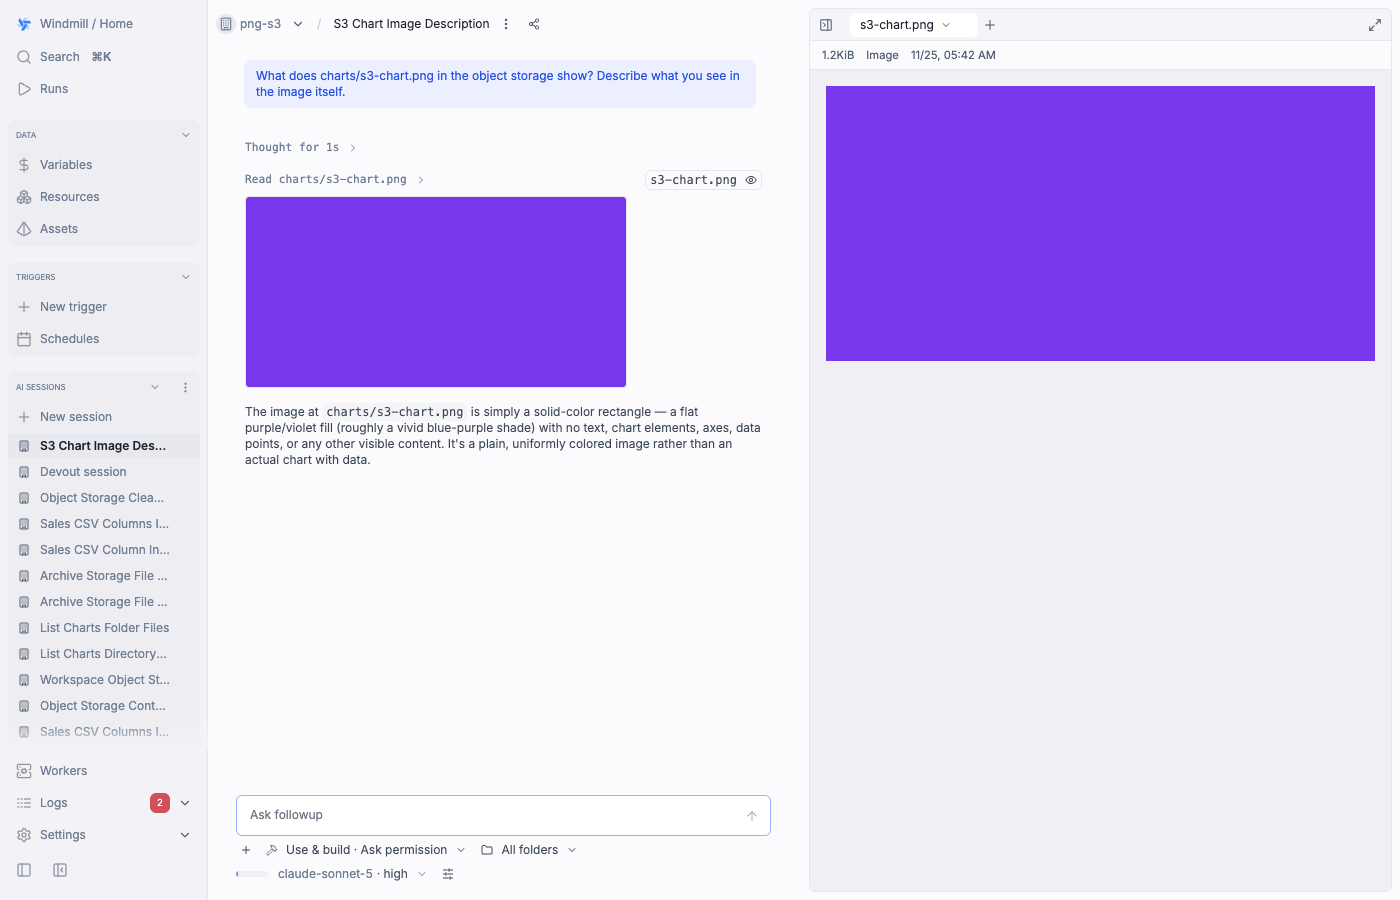 Windmill / Home
Search ⌘K
Runs
DATA
Variables
Resources
Assets
TRIGGERS
New trigger
Schedules
AI SESSIONS
New session
S3 Chart Image Des...
Devout session
Object Storage Clea...
Sales CSV Columns I...
Sales CSV Column In...
Archive Storage File ...
Archive Storage File ...
List Charts Folder Files
List Charts Directory...
Workspace Object St...
Object Storage Cont...
Sales CSV Columns I...
Workers
Logs 2
Settings
png-s3 / S3 Chart Image Description
What does charts/s3-chart.png in the object storage show? Describe what you see in
the image itself.
Thought for 1s
Read charts/s3-chart.png
s3-chart.png
The image at charts/s3-chart.png is simply a solid-color rectangle — a flat
purple/violet fill (roughly a vivid blue-purple shade) with no text, chart elements, axes, data
points, or any other visible content. It's a plain, uniformly colored image rather than an
actual chart with data.
Ask followup
Use & build · Ask permission
All folders
claude-sonnet-5 · high
s3-chart.png
1.2KiB Image 11/25, 05:42 AM